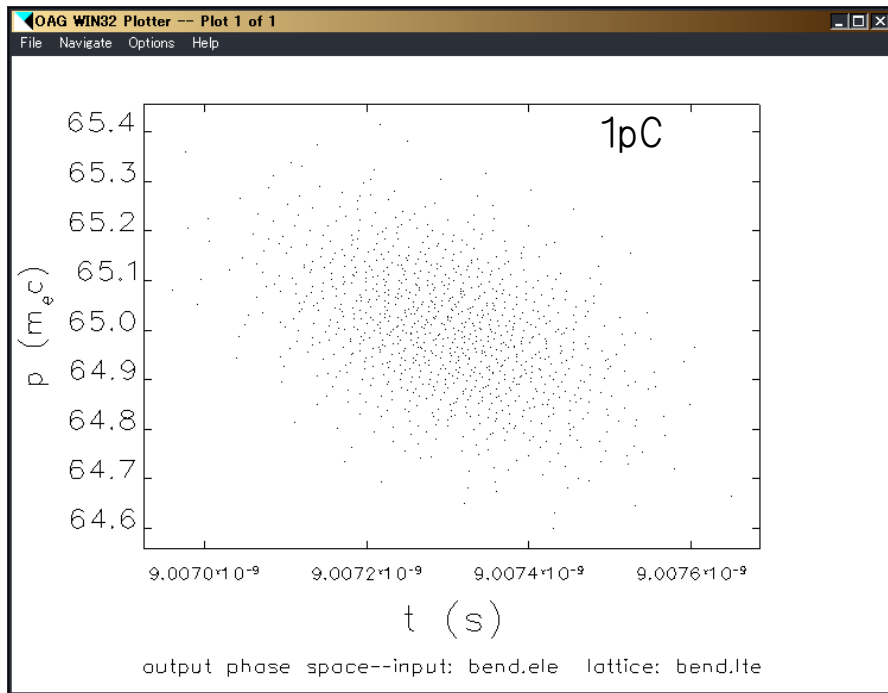 OAG WIN32 Plotter -- Plot 1 of 1
File Navigate Options Help
1pC
65.4
65.3
65.2
65.1
65.0
64.9
64.8
64.7
64.6
p (mₑc)
9.0070*10⁻⁹ 9.0072*10⁻⁹ 9.0074*10⁻⁹ 9.0076*10⁻⁹
t (s)
output phase space--input: bend.ele lattice: bend.lte